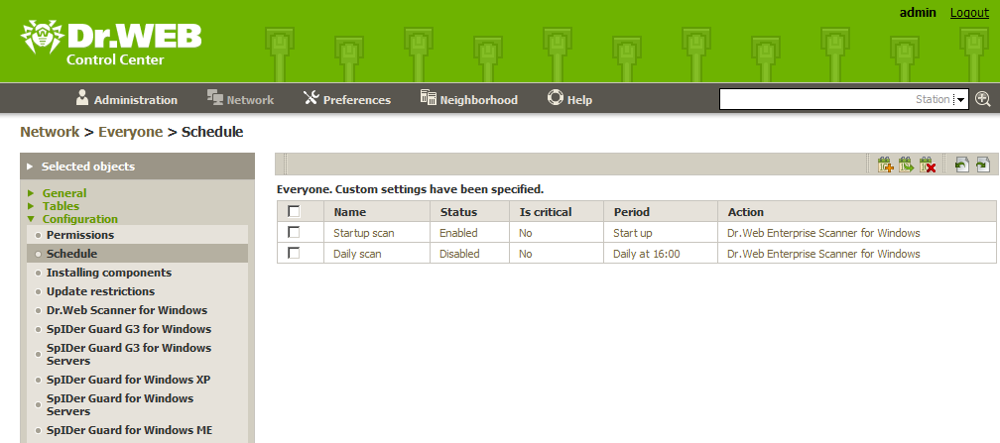 admin Logout
Dr.WEB
Control Center
Administration Network Preferences Neighborhood Help Station
Network > Everyone > Schedule
Selected objects
General
Tables
Configuration
Permissions
Schedule
Installing components
Update restrictions
Dr.Web Scanner for Windows
SpIDer Guard G3 for Windows
SpIDer Guard G3 for Windows
Servers
SpIDer Guard for Windows XP
SpIDer Guard for Windows
Servers
SpIDer Guard for Windows ME
Everyone. Custom settings have been specified.
Name Status Is critical Period Action
Startup scan Enabled No Start up Dr.Web Enterprise Scanner for Windows
Daily scan Disabled No Daily at 16:00 Dr.Web Enterprise Scanner for Windows